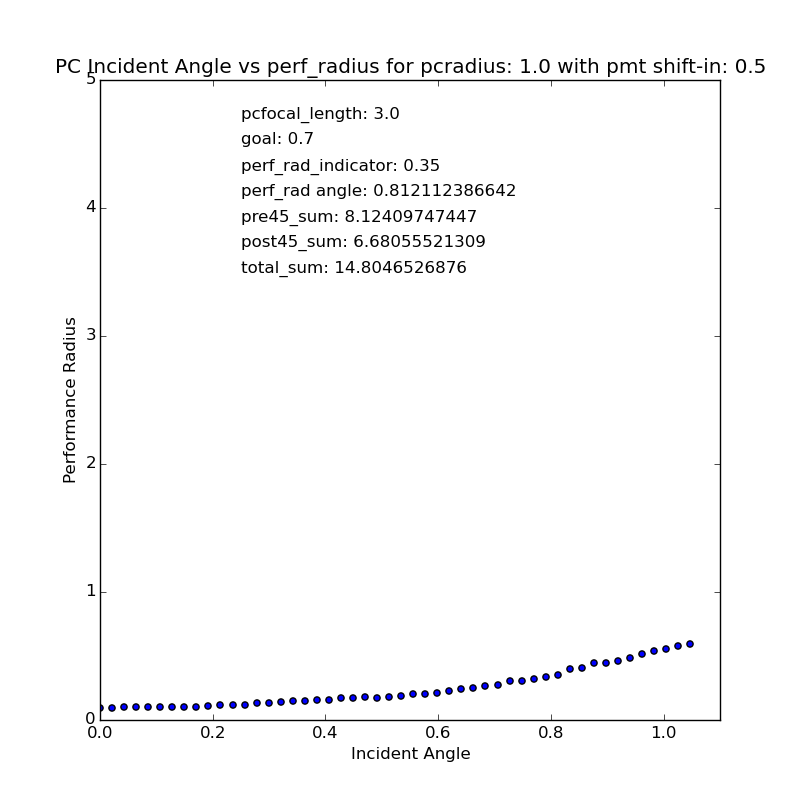 PC Incident Angle vs perf_radius for pcradius: 1.0 with pmt shift-in: 0.5
5
pcfocal_length: 3.0
goal: 0.7
perf_rad_indicator: 0.35
perf_rad angle: 0.812112386642
4
pre45_sum: 8.12409747447
post45_sum: 6.68055521309
total_sum: 14.8046526876
3
Performance Radius
2
1
0
0.0 0.2 0.4 0.6 0.8 1.0
Incident Angle